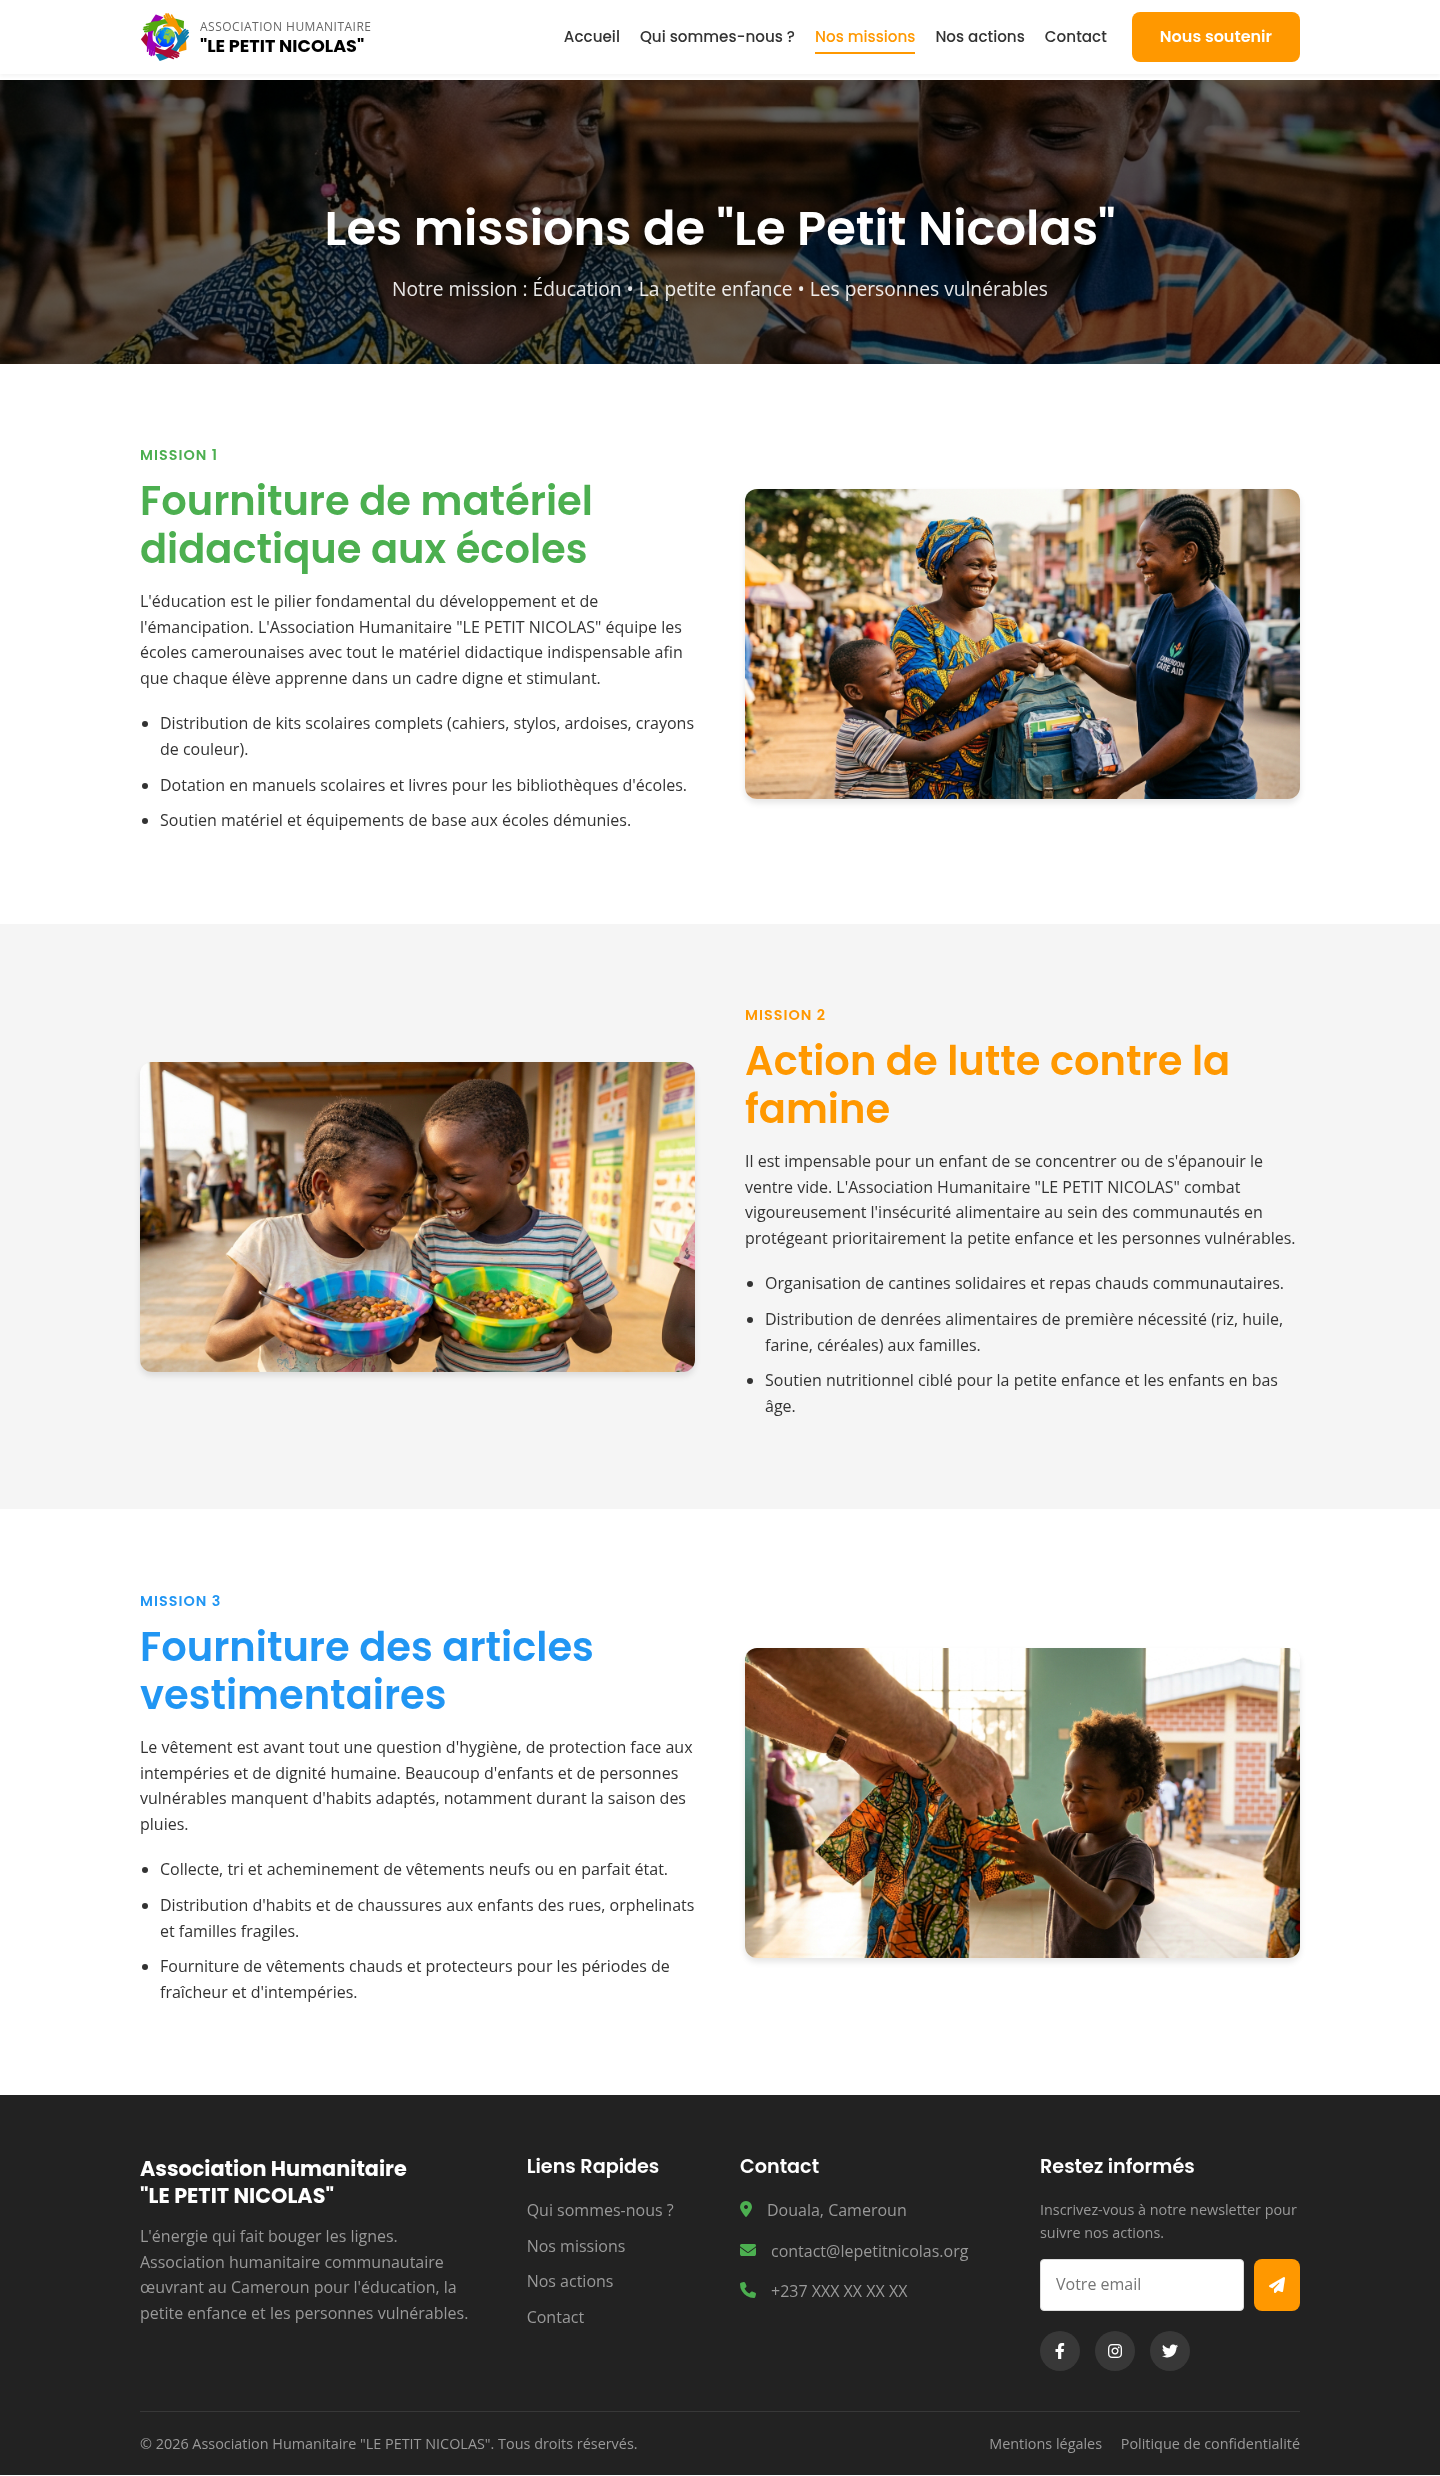 ASSOCIATION HUMANITAIRE
"LE PETIT NICOLAS"
Accueil Qui sommes-nous ? Nos missions Nos actions Contact Nous soutenir
Les missions de "Le Petit Nicolas"
Notre mission : Éducation • La petite enfance • Les personnes vulnérables
MISSION 1
Fourniture de matériel
didactique aux écoles
L'éducation est le pilier fondamental du développement et de
l'émancipation. L'Association Humanitaire "LE PETIT NICOLAS" équipe les
écoles camerounaises avec tout le matériel didactique indispensable afin
que chaque élève apprenne dans un cadre digne et stimulant.
• Distribution de kits scolaires complets (cahiers, stylos, ardoises, crayons
de couleur).
• Dotation en manuels scolaires et livres pour les bibliothèques d'écoles.
• Soutien matériel et équipements de base aux écoles démunies.
CAMEROON
CARE AID
MISSION 2
Action de lutte contre la
famine
Il est impensable pour un enfant de se concentrer ou de s'épanouir le
ventre vide. L'Association Humanitaire "LE PETIT NICOLAS" combat
vigoureusement l'insécurité alimentaire au sein des communautés en
protégeant prioritairement la petite enfance et les personnes vulnérables.
• Organisation de cantines solidaires et repas chauds communautaires.
• Distribution de denrées alimentaires de première nécessité (riz, huile,
farine, céréales) aux familles.
• Soutien nutritionnel ciblé pour la petite enfance et les enfants en bas
âge.
MISSION 3
Fourniture des articles
vestimentaires
Le vêtement est avant tout une question d'hygiène, de protection face aux
intempéries et de dignité humaine. Beaucoup d'enfants et de personnes
vulnérables manquent d'habits adaptés, notamment durant la saison des
pluies.
• Collecte, tri et acheminement de vêtements neufs ou en parfait état.
• Distribution d'habits et de chaussures aux enfants des rues, orphelinats
et familles fragiles.
• Fourniture de vêtements chauds et protecteurs pour les périodes de
fraîcheur et d'intempéries.
Association Humanitaire
"LE PETIT NICOLAS"
L'énergie qui fait bouger les lignes.
Association humanitaire communautaire
œuvrant au Cameroun pour l'éducation, la
petite enfance et les personnes vulnérables.
Liens Rapides
Qui sommes-nous ?
Nos missions
Nos actions
Contact
Contact
Douala, Cameroun
contact@lepetitnicolas.org
+237 XXX XX XX XX
Restez informés
Inscrivez-vous à notre newsletter pour
suivre nos actions.
Votre email
© 2026 Association Humanitaire "LE PETIT NICOLAS". Tous droits réservés.
Mentions légales Politique de confidentialité